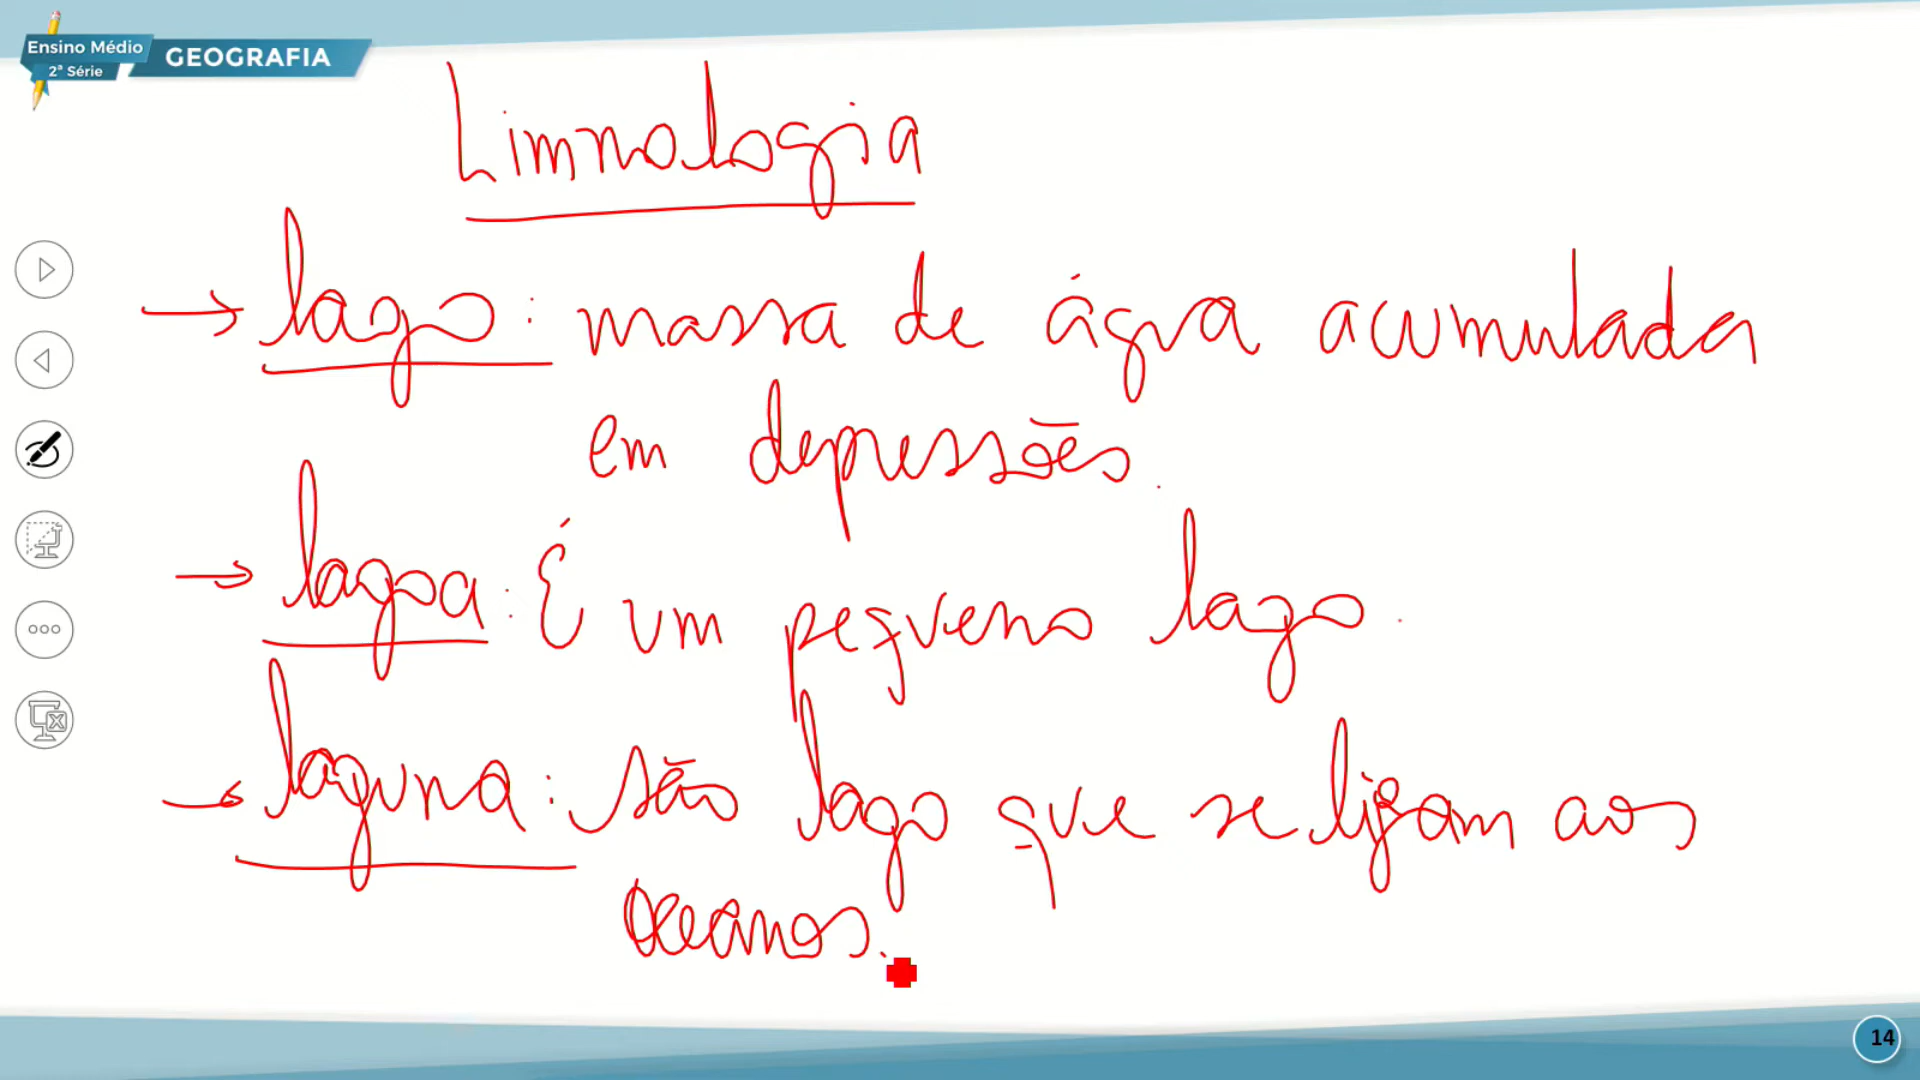 Ensino Médio
2ª Série
GEOGRAFIA
Limnologia
→ lago: massa de água acumulada
em depressões.
→ lagoa: É um pequeno lago.
→ laguna: são lago que se ligam aos
oceanos.
14